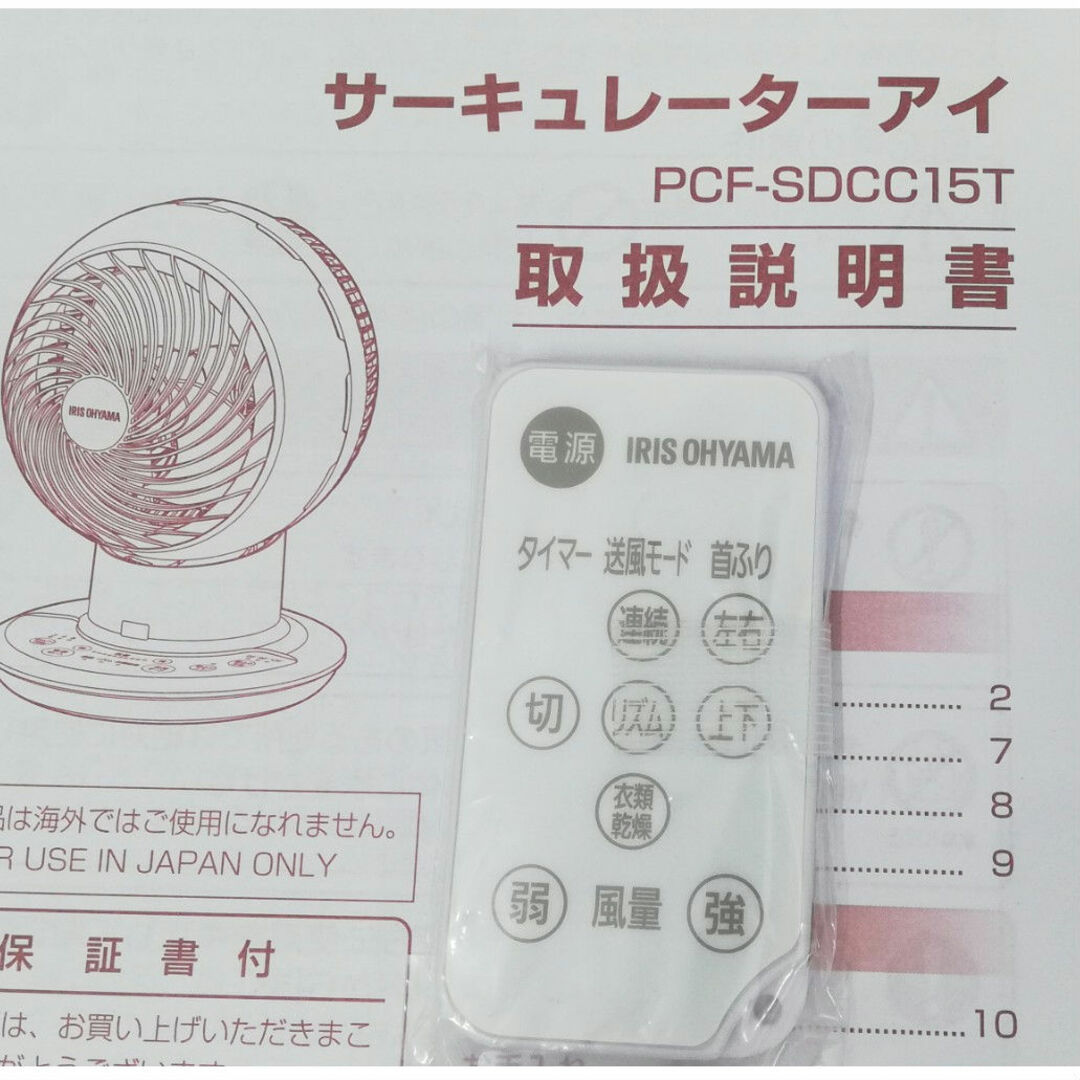 サーキュレーターアイ
PCF-SDCC15T
取扱説明書
IRIS OHYAMA
電源 IRIS OHYAMA
タイマー 送風モード 首ふり
連続 左右
切 リズム 上下
衣類
乾燥
弱 風量 強
2
7
8
9
10
は海外ではご使用になれません。
R USE IN JAPAN ONLY
保証書付
は、お買い上げいただきまこ
お手入れ